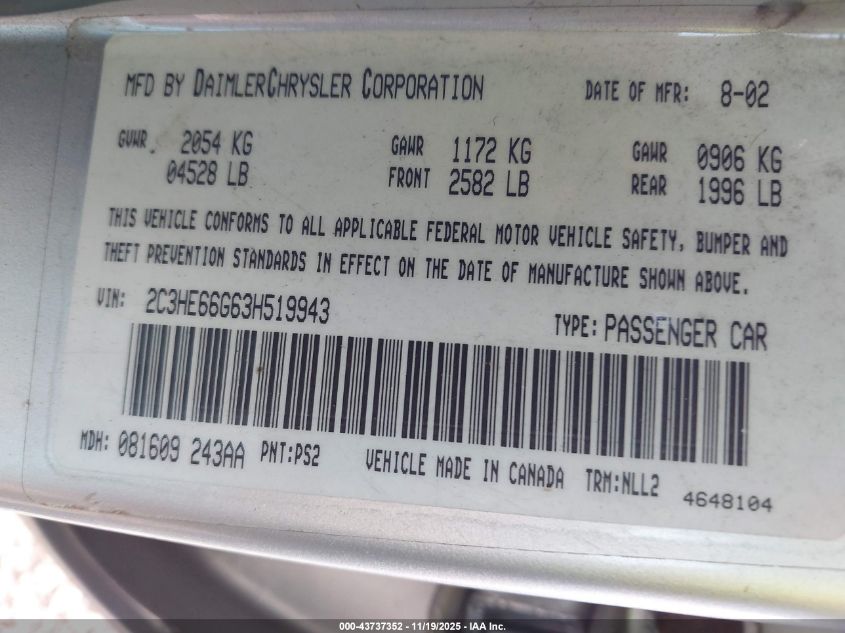 MFD BY DAIMLERCHRYSLER CORPORATION DATE OF MFR: 8-02
GVWR 2054 KG GAWR 1172 KG GAWR 0906 KG
04528 LB FRONT 2582 LB REAR 1996 LB
THIS VEHICLE CONFORMS TO ALL APPLICABLE FEDERAL MOTOR VEHICLE SAFETY, BUMPER AND
THEFT PREVENTION STANDARDS IN EFFECT ON THE DATE OF MANUFACTURE SHOWN ABOVE.
VIN: 2C3HE66G63H519943 TYPE: PASSENGER CAR
MDH: 081609 243AA PNT:PS2 VEHICLE MADE IN CANADA TRM:NLL2 4648104
000-43737352 - 11/19/2025 - IAA Inc.